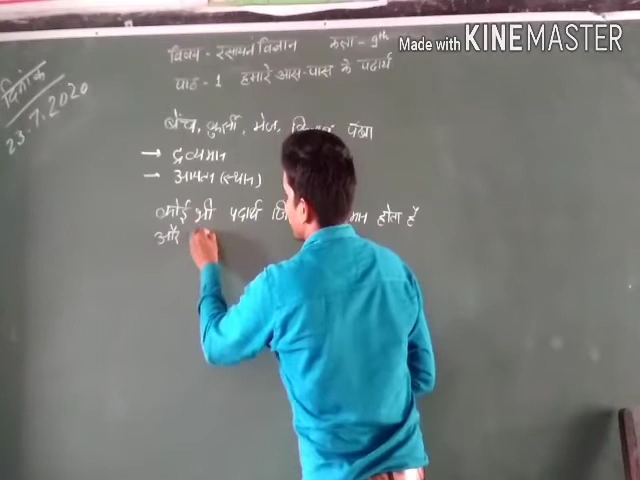 Made with KINEMASTER
दिनांक
23.7.2020
विषय - रसायन विज्ञान कक्षा - 9th
पाठ - 1 हमारे आस-पास के पदार्थ
बेंच, कुर्सी, मेज, पंखा
→ द्रव्यमान
→ आयतन (स्थान)
कोई भी पदार्थ होता हैं
और